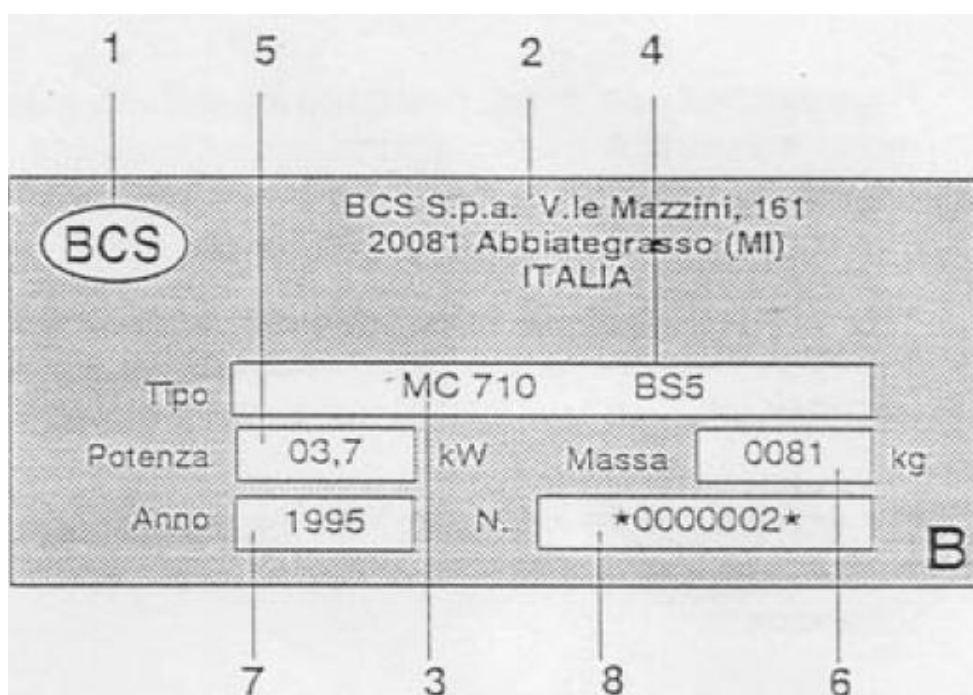 1 5 2 4
BCS
BCS S.p.a. V.le Mazzini, 161
20081 Abbiategrasso (MI)
ITALIA
Tipo MC 710 BS5
Potenza 03,7 kW Massa 0081 kg
Anno 1995 N. *0000002*
B
7 3 8 6